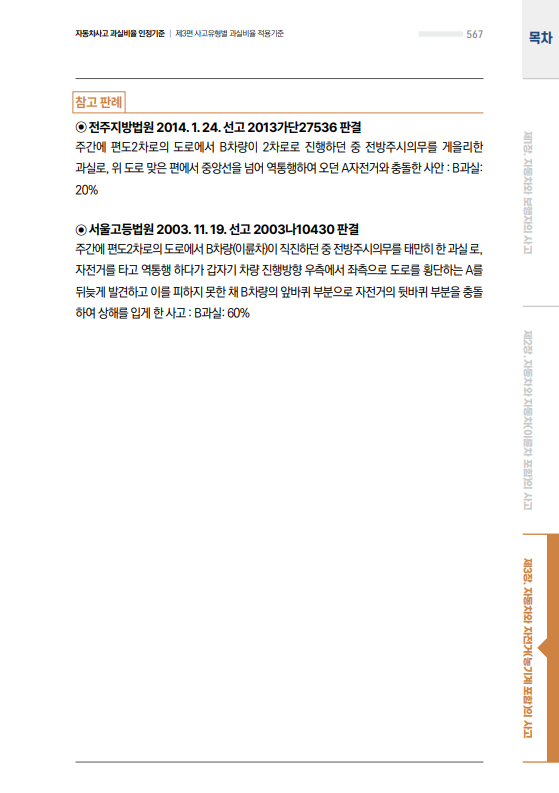 자동차사고 과실비율 인정기준 | 제3편 사고유형별 과실비율 적용기준
567
목차
참고 판례
◉ 전주지방법원 2014. 1. 24. 선고 2013가단27536 판결
주간에 편도2차로의 도로에서 B차량이 2차로로 진행하던 중 전방주시의무를 게을리한
과실로, 위 도로 맞은 편에서 중앙선을 넘어 역통행하여 오던 A자전거와 충돌한 사안 : B과실:
20%
◉ 서울고등법원 2003. 11. 19. 선고 2003나10430 판결
주간에 편도2차로의 도로에서 B차량(이륜차)이 직진하던 중 전방주시의무를 태만히 한 과실 로,
자전거를 타고 역통행 하다가 갑자기 차량 진행방향 우측에서 좌측으로 도로를 횡단하는 A를
뒤늦게 발견하고 이를 피하지 못한 채 B차량의 앞바퀴 부분으로 자전거의 뒷바퀴 부분을 충돌
하여 상해를 입게 한 사고 : B과실: 60%
제1장. 자동차와 보행자의 사고
제2장. 자동차와 자동차(이륜차 포함)의 사고
제3장. 자동차와 자전거(농기계 포함)의 사고